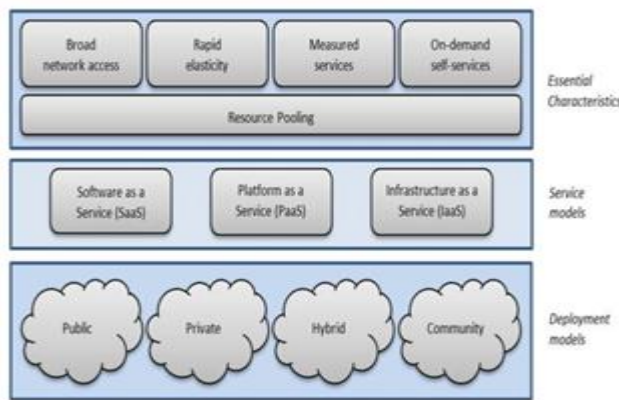 Broad
network access
Rapid
elasticity
Measured
services
On-demand
self-services
Resource Pooling
Essential
Characteristics
Software as a
Service (SaaS)
Platform as a
Service (PaaS)
Infrastructure as a
Service (IaaS)
Service
models
Public
Private
Hybrid
Community
Deployment
models